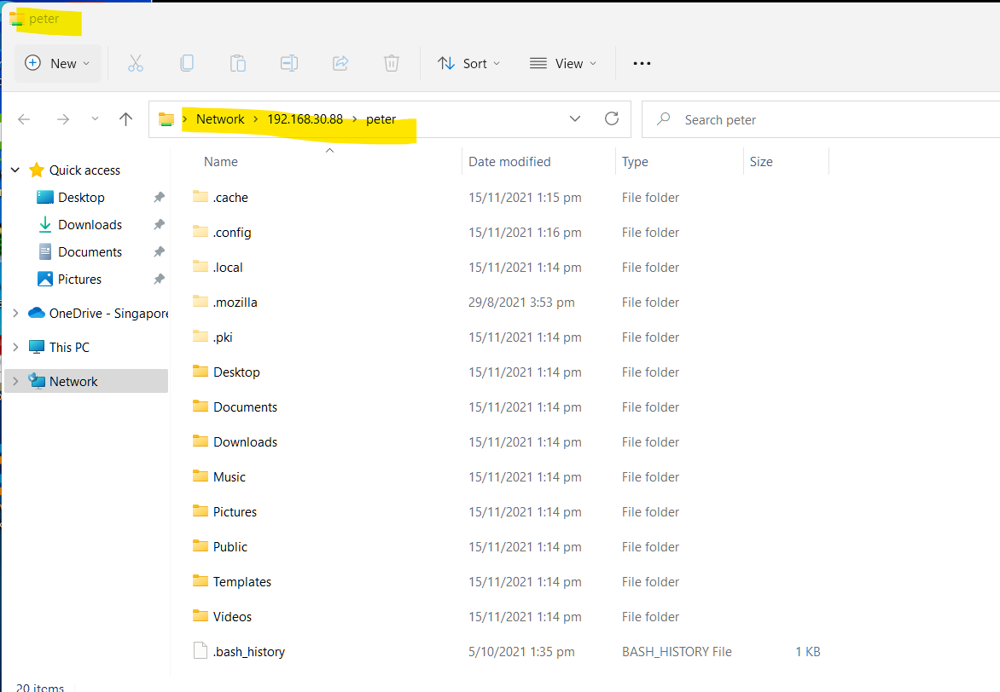 peter
New
Sort
View
Network > 192.168.30.88 > peter
Search peter
Name Date modified Type Size
Quick access
Desktop
Downloads
Documents
Pictures
OneDrive - Singapore
This PC
Network
.cache 15/11/2021 1:15 pm File folder
.config 15/11/2021 1:16 pm File folder
.local 15/11/2021 1:14 pm File folder
.mozilla 29/8/2021 3:53 pm File folder
.pki 15/11/2021 1:14 pm File folder
Desktop 15/11/2021 1:14 pm File folder
Documents 15/11/2021 1:14 pm File folder
Downloads 15/11/2021 1:14 pm File folder
Music 15/11/2021 1:14 pm File folder
Pictures 15/11/2021 1:14 pm File folder
Public 15/11/2021 1:14 pm File folder
Templates 15/11/2021 1:14 pm File folder
Videos 15/11/2021 1:14 pm File folder
.bash_history 5/10/2021 1:35 pm BASH_HISTORY File 1 KB
20 items